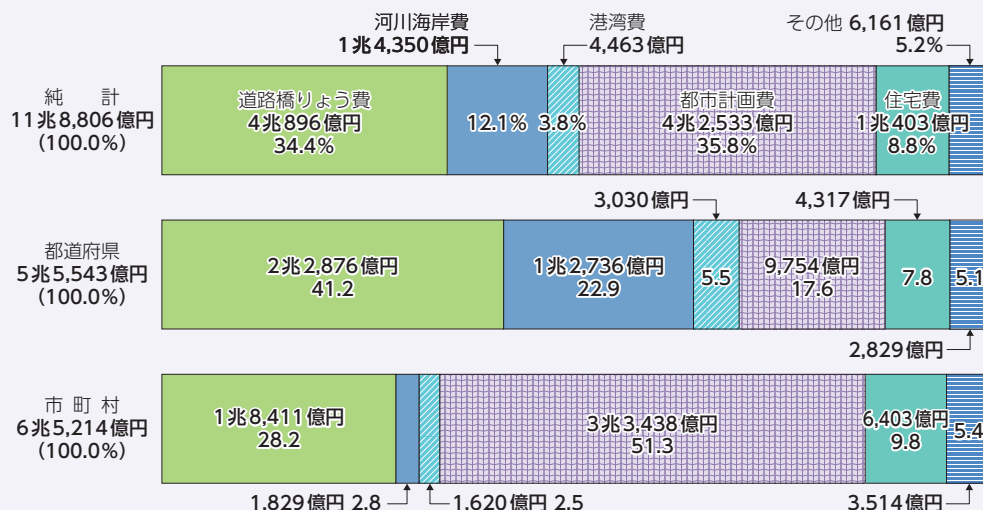 河川海岸費
1兆4,350億円
港湾費
4,463億円
その他 6,161億円
5.2%
純　計
11兆8,806億円
(100.0%)
道路橋りょう費
4兆896億円
34.4%
12.1%
3.8%
都市計画費
4兆2,533億円
35.8%
住宅費
1兆403億円
8.8%
3,030億円
4,317億円
都道府県
5兆5,543億円
(100.0%)
2兆2,876億円
41.2
1兆2,736億円
22.9
5.5
9,754億円
17.6
7.8
5.1
2,829億円
市 町 村
6兆5,214億円
(100.0%)
1兆8,411億円
28.2
3兆3,438億円
51.3
6,403億円
9.8
5.4
1,829億円 2.8
1,620億円 2.5
3,514億円